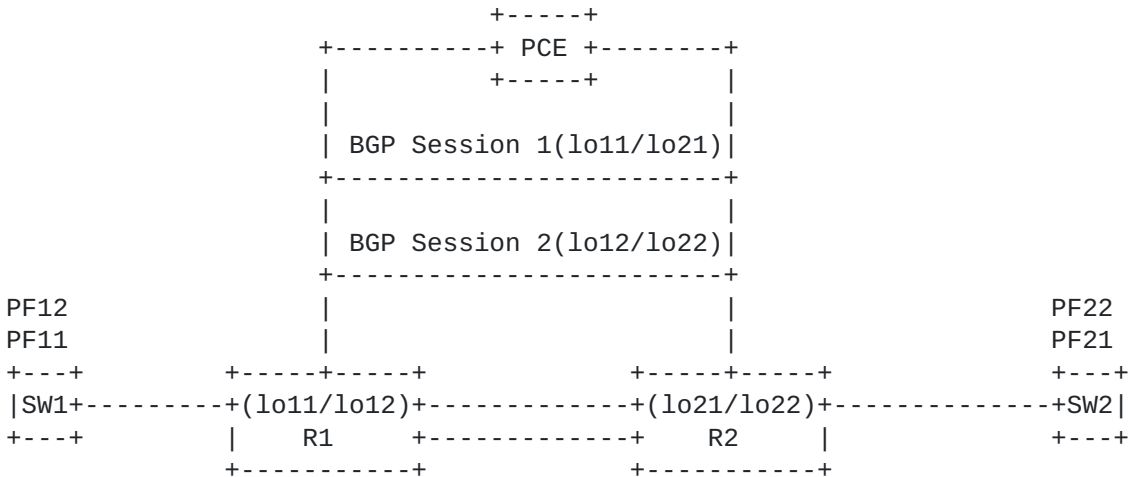 PCE
BGP Session 1(lo11/lo21)
BGP Session 2(lo12/lo22)
PF12 PF22
PF11 PF21
SW1 (lo11/lo12) (lo21/lo22) SW2
R1 R2